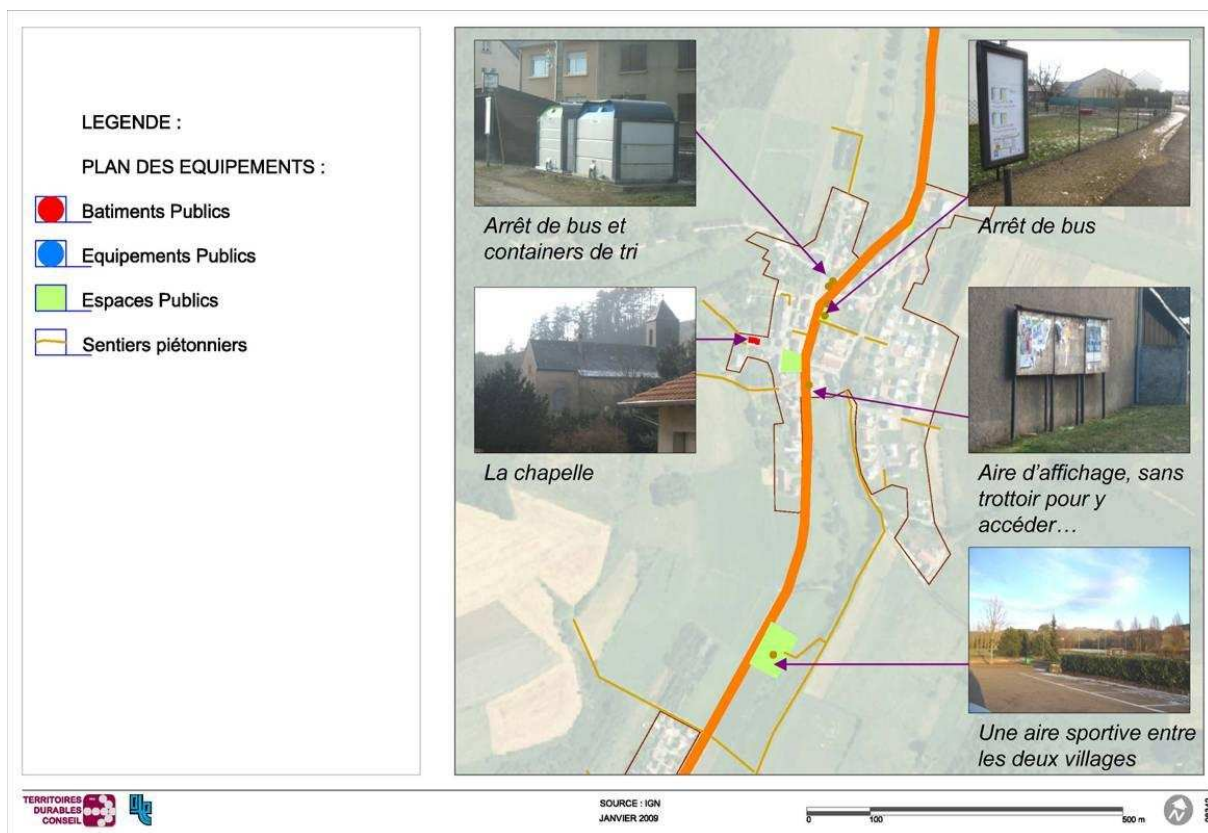 LEGENDE :
PLAN DES EQUIPEMENTS :
Batiments Publics
Equipements Publics
Espaces Publics
Sentiers piétonniers
Arrêt de bus et
containers de tri
Arrêt de bus
La chapelle
Aire d'affichage, sans
trottoir pour y
accéder...
Une aire sportive entre
les deux villages
TERRITOIRES
DURABLES
CONSEIL
SOURCE : IGN
JANVIER 2009
0 100 500 m
N